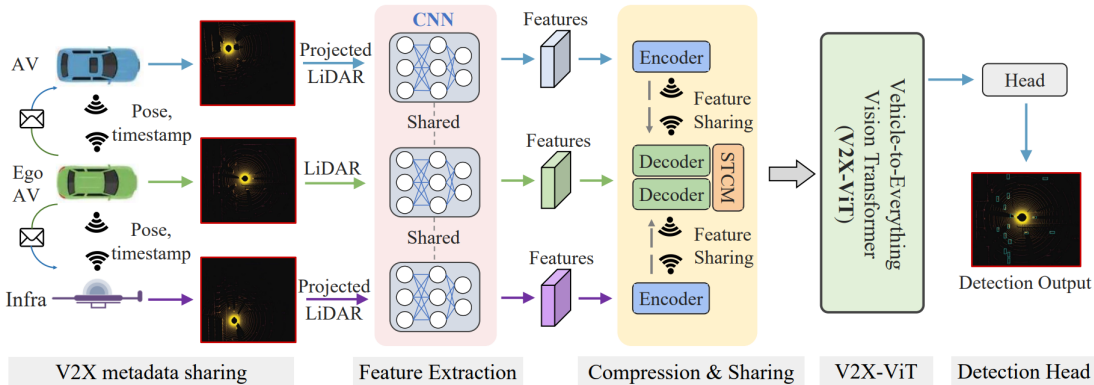 AV
Pose,
timestamp
Ego
AV
Pose,
timestamp
Infra
Projected
LiDAR
LiDAR
Projected
LiDAR
CNN
Shared
Shared
Features
Features
Features
Encoder
Feature
Sharing
Decoder
Decoder
STCM
Feature
Sharing
Encoder
Vehicle-to-Everything
Vision Transformer
(V2X-ViT)
Head
Detection Output
V2X metadata sharing
Feature Extraction
Compression & Sharing
V2X-ViT
Detection Head